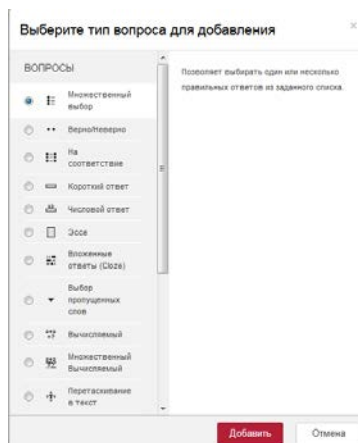 Выберите тип вопроса для добавления
×
ВОПРОСЫ
Множественный
выбор
Верно/Неверно
На
соответствие
Короткий ответ
Числовой ответ
Эссе
Вложенные
ответы (Cloze)
Выбор
пропущенных
слов
Вычисляемый
Множественный
Вычисляемый
Перетаскивание
в текст
Позволяет выбирать один или несколько
правильных ответов из заданного списка.
Добавить
Отмена